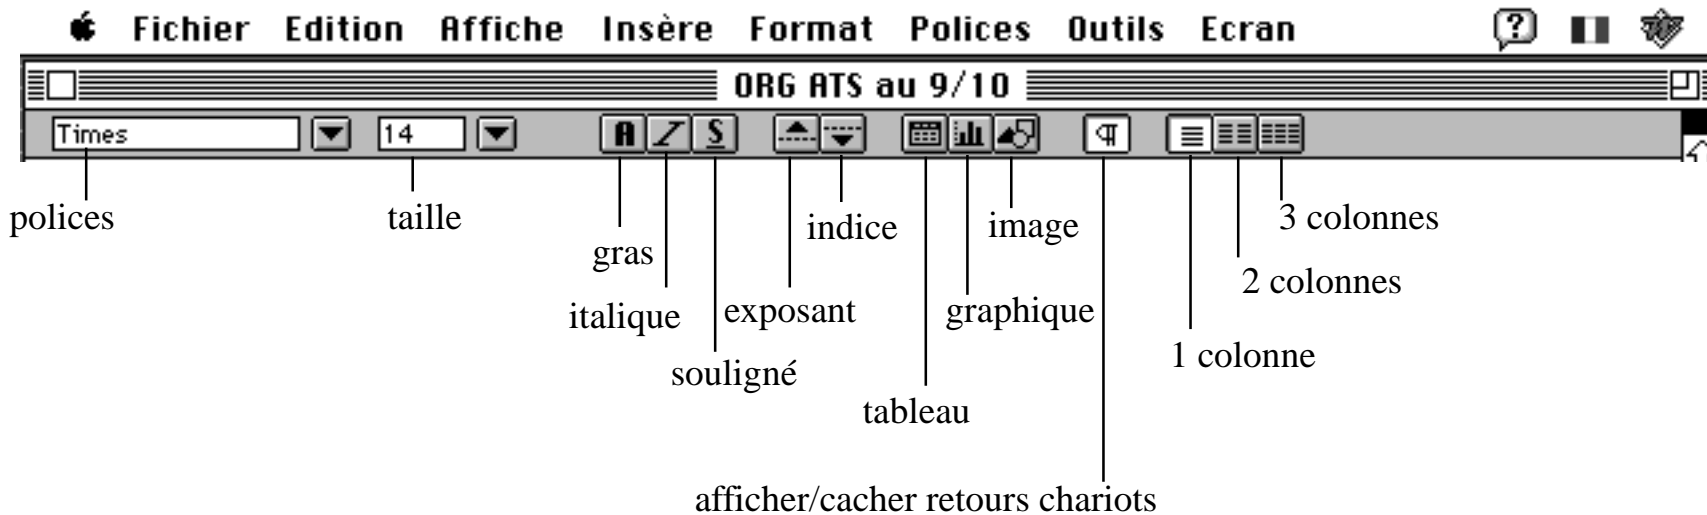 Fichier Edition Affiche Insère Format Polices Outils Ecran ?
ORG ATS au 9/10
Times 14 A I S ¶
polices taille indice image 3 colonnes
gras 2 colonnes
italique exposant graphique
souligné 1 colonne
tableau
afficher/cacher retours chariots